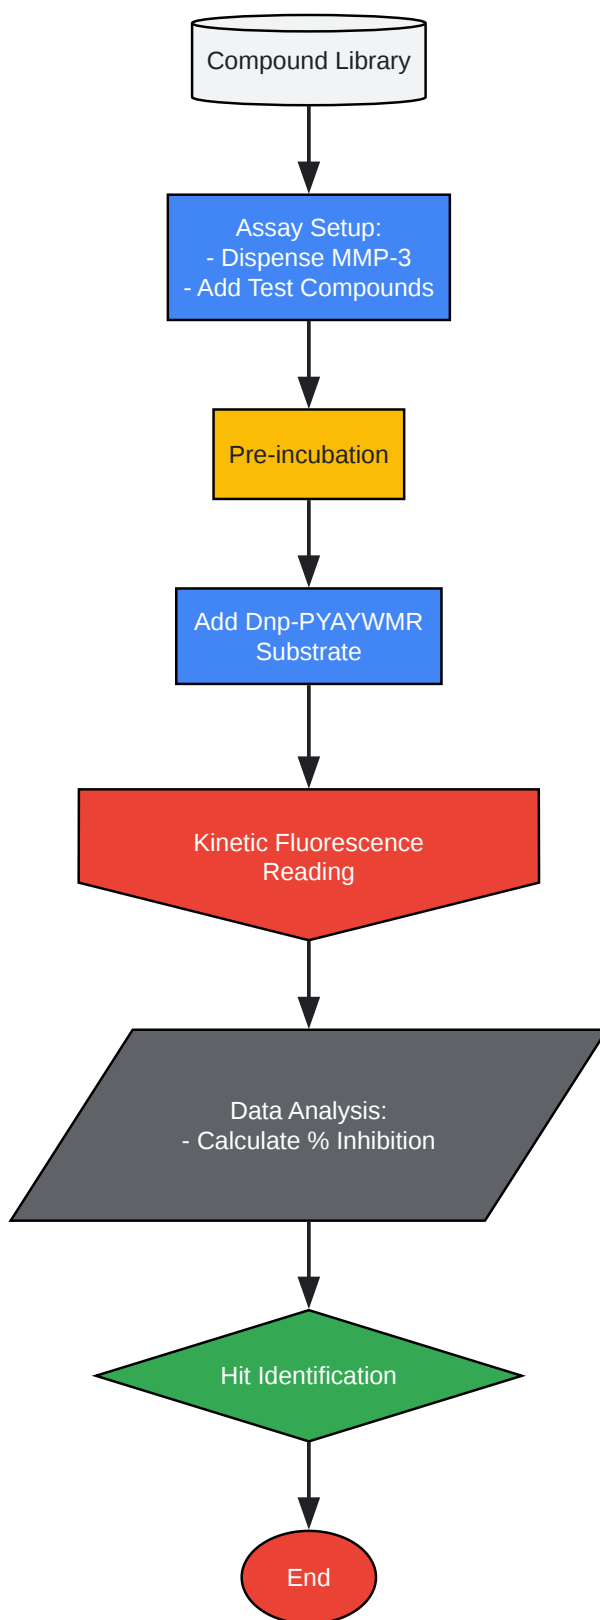 Compound Library
Assay Setup:
- Dispense MMP-3
- Add Test Compounds
Pre-incubation
Add Dnp-PYAYWMR
Substrate
Kinetic Fluorescence
Reading
Data Analysis:
- Calculate % Inhibition
Hit Identification
End